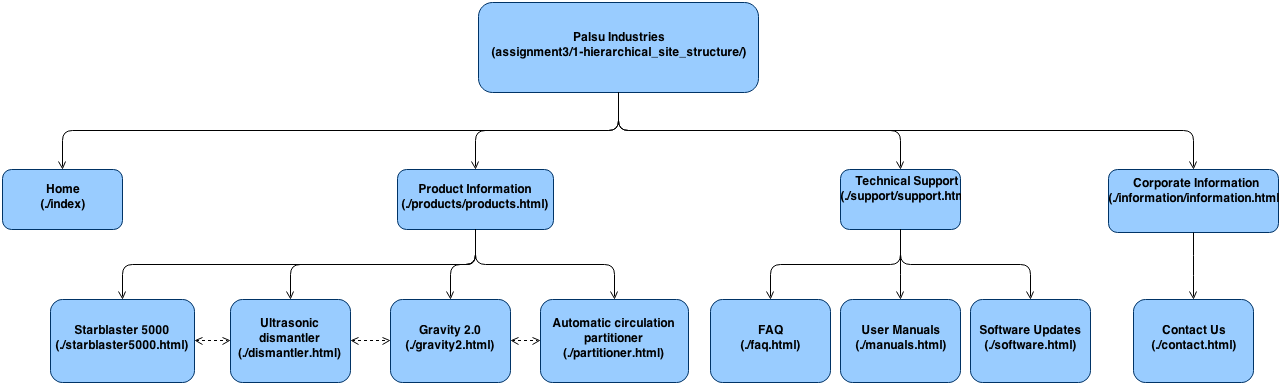 Palsu Industries
(assignment3/1-hierarchical_site_structure/)
Home
(./index)
Product Information
(./products/products.html)
Technical Support
(./support/support.htm
Corporate Information
(./information/information.html
Starblaster 5000
(./starblaster5000.html)
Ultrasonic
dismantler
(./dismantler.html)
Gravity 2.0
(./gravity2.html)
Automatic circulation
partitioner
(./partitioner.html)
FAQ
(./faq.html)
User Manuals
(./manuals.html)
Software Updates
(./software.html)
Contact Us
(./contact.html)